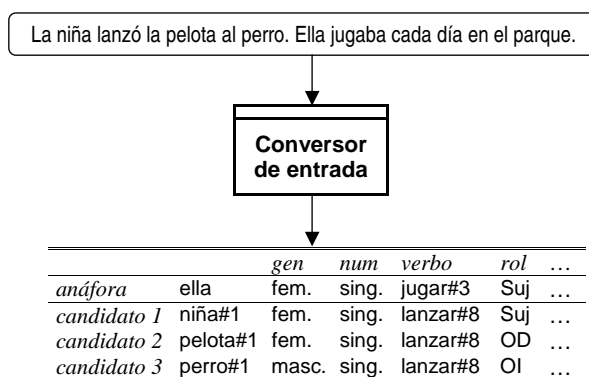 La niña lanzó la pelota al perro. Ella jugaba cada día en el parque.
Conversor
de entrada
gen num verbo rol ...
anáfora ella fem. sing. jugar#3 Suj ...
candidato 1 niña#1 fem. sing. lanzar#8 Suj ...
candidato 2 pelota#1 fem. sing. lanzar#8 OD ...
candidato 3 perro#1 masc. sing. lanzar#8 OI ...